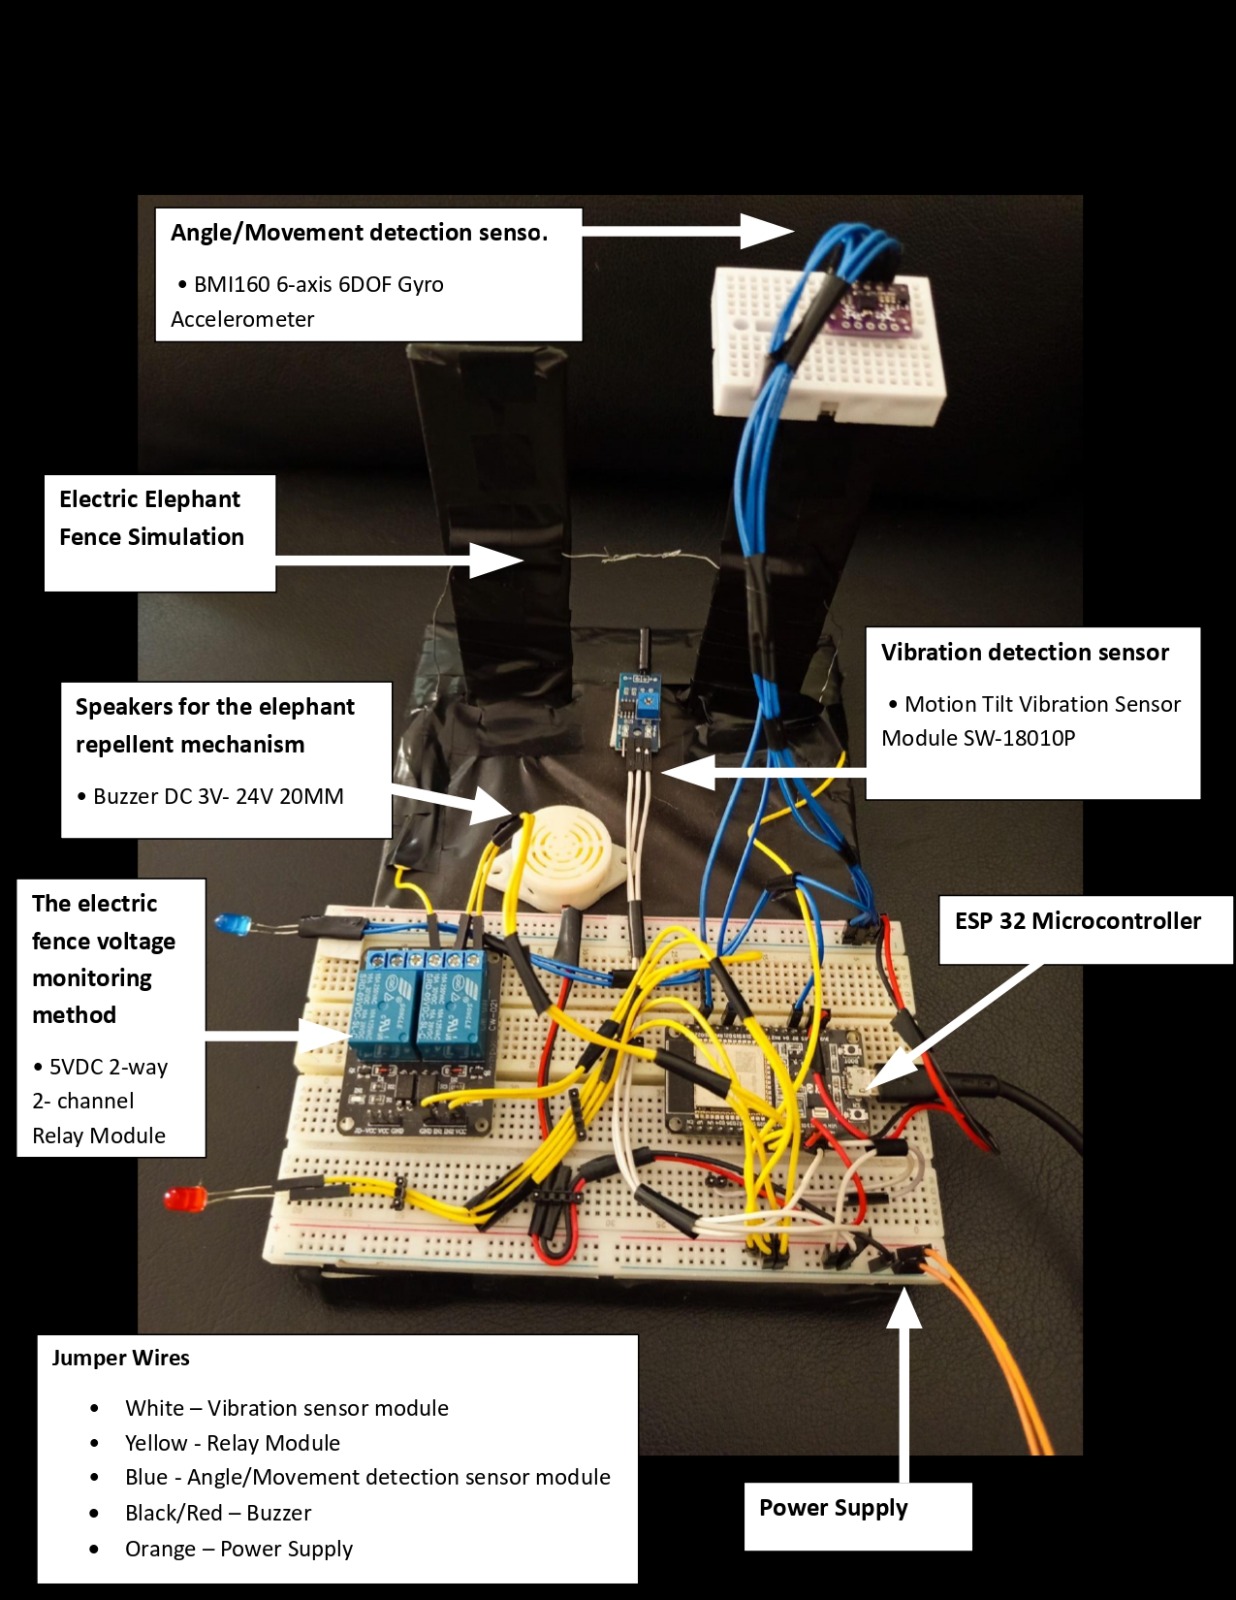 Angle/Movement detection senso.
• BMI160 6-axis 6DOF Gyro
Accelerometer
Electric Elephant
Fence Simulation
Vibration detection sensor
• Motion Tilt Vibration Sensor
Module SW-18010P
Speakers for the elephant
repellent mechanism
• Buzzer DC 3V- 24V 20MM
The electric
fence voltage
monitoring
method
• 5VDC 2-way
2- channel
Relay Module
ESP 32 Microcontroller
Jumper Wires
• White – Vibration sensor module
• Yellow - Relay Module
• Blue - Angle/Movement detection sensor module
• Black/Red – Buzzer
• Orange – Power Supply
Power Supply